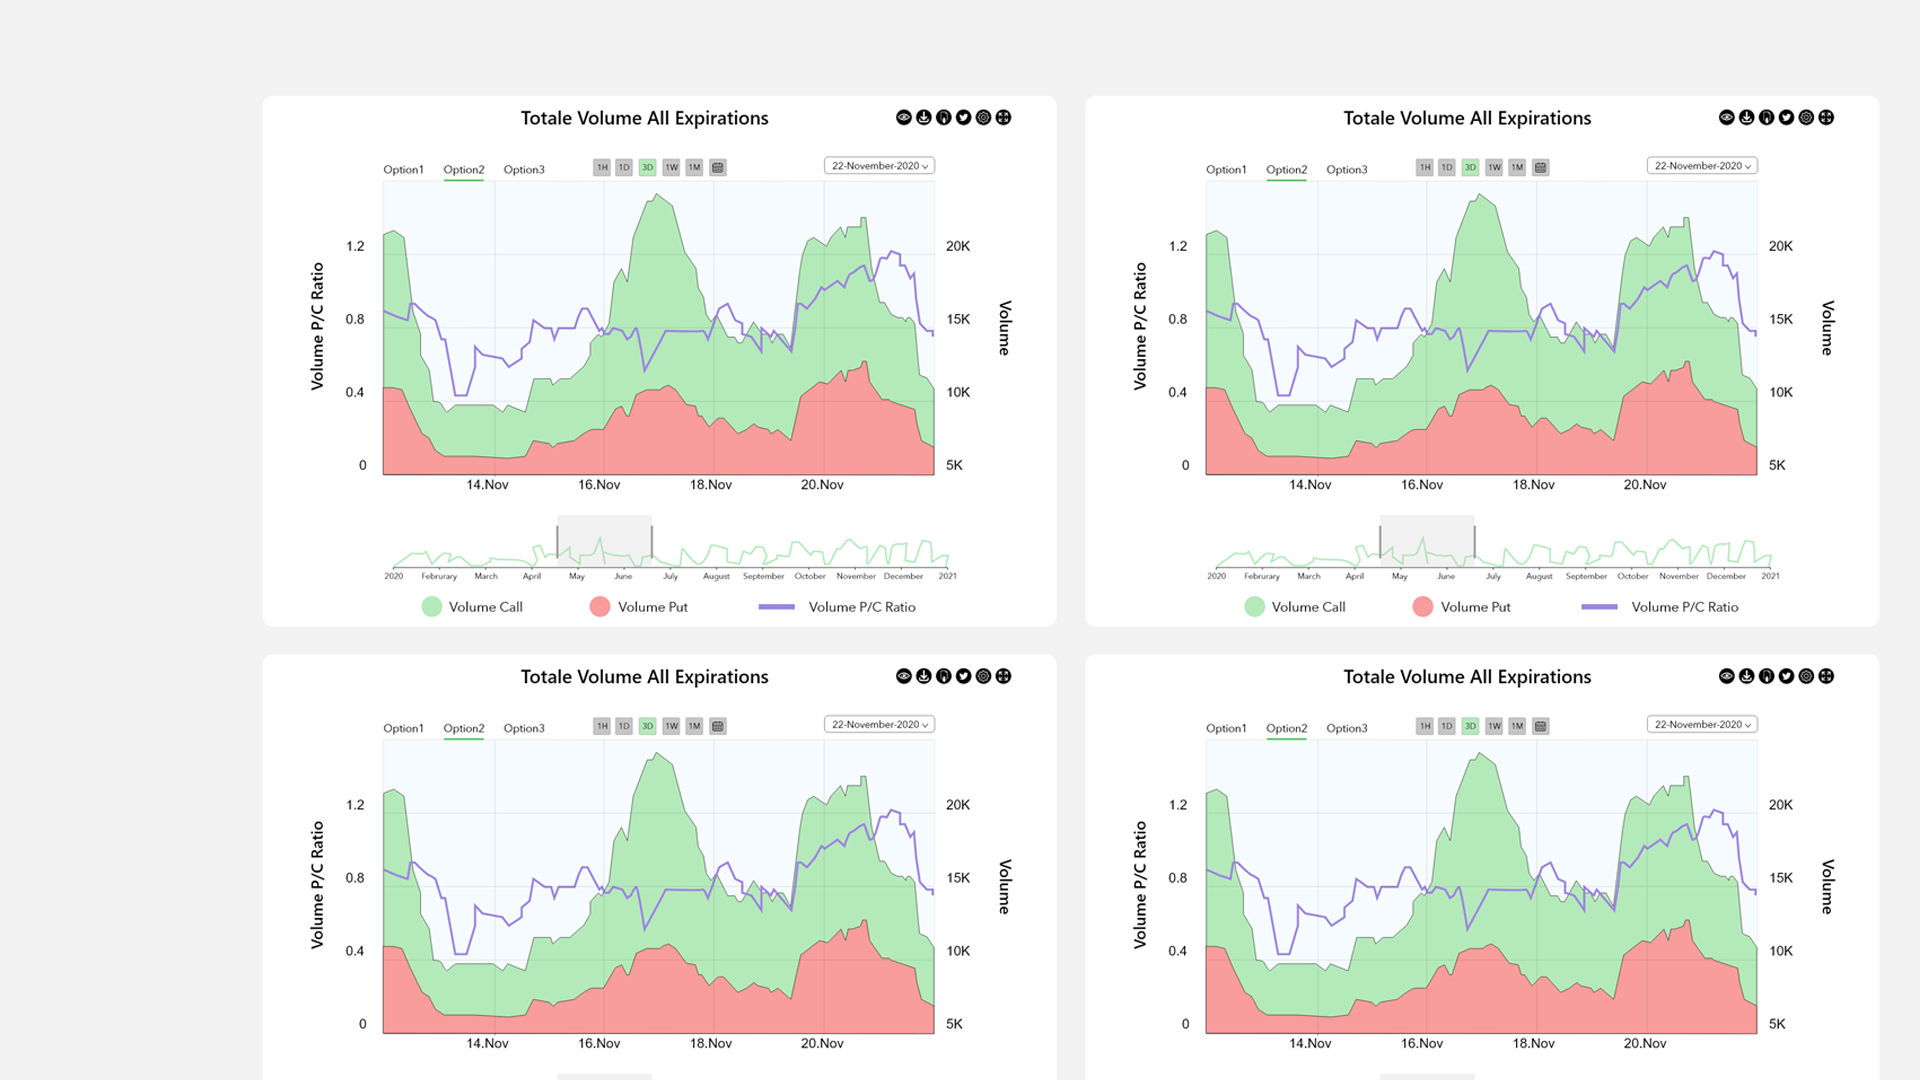 Totale Volume All Expirations
Option1 Option2 Option3 1H 1D 3D 1W 1M 22-November-2020
Volume P/C Ratio
1.2
0.8
0.4
0
20K
15K
10K
5K
Volume
14.Nov 16.Nov 18.Nov 20.Nov
2020 Februrary March April May June July August September October November December 2021
Volume Call Volume Put Volume P/C Ratio
Totale Volume All Expirations
Option1 Option2 Option3 1H 1D 3D 1W 1M 22-November-2020
Volume P/C Ratio
1.2
0.8
0.4
0
20K
15K
10K
5K
Volume
14.Nov 16.Nov 18.Nov 20.Nov
2020 Februrary March April May June July August September October November December 2021
Volume Call Volume Put Volume P/C Ratio
Totale Volume All Expirations
Option1 Option2 Option3 1H 1D 3D 1W 1M 22-November-2020
Volume P/C Ratio
1.2
0.8
0.4
0
20K
15K
10K
5K
Volume
14.Nov 16.Nov 18.Nov 20.Nov
Totale Volume All Expirations
Option1 Option2 Option3 1H 1D 3D 1W 1M 22-November-2020
Volume P/C Ratio
1.2
0.8
0.4
0
20K
15K
10K
5K
Volume
14.Nov 16.Nov 18.Nov 20.Nov